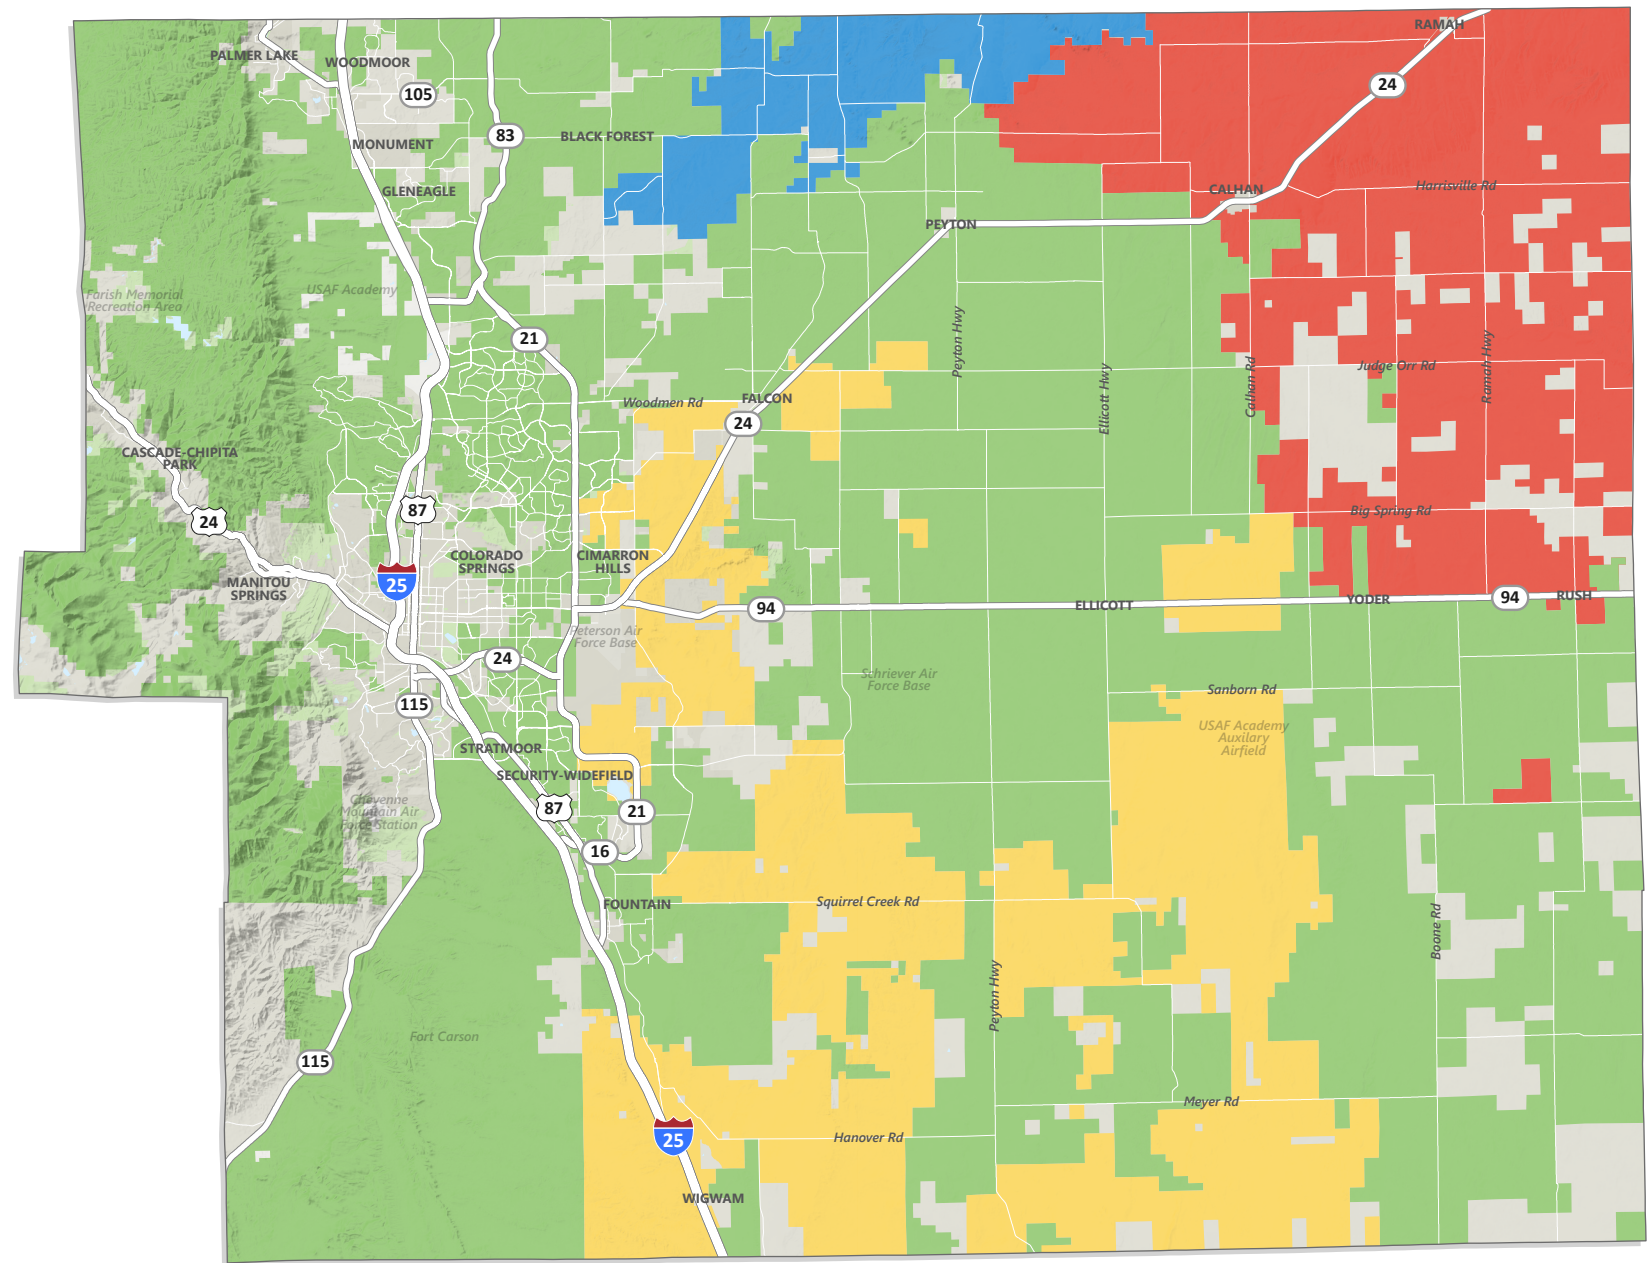 RAMAH
PALMER LAKE
WOODMOOR
24
105
83
BLACK FOREST
MONUMENT
GLENEAGLE
CALHAN
Harrisville Rd
PEYTON
Farish Memorial
Recreation Area
USAF Academy
21
Peyton Hwy
Ellicott Hwy
Calhan Rd
Judge Orr Rd
Ramah Hwy
Woodmen Rd
FALCON
24
CASCADE-CHIPITA
PARK
24
87
Big Spring Rd
COLORADO
SPRINGS
CIMARRON
HILLS
25
MANITOU
SPRINGS
94
ELLICOTT
YODER
94
RUSH
Peterson Air
Force Base
24
Schriever Air
Force Base
Sanborn Rd
115
USAF Academy
Auxilary
Airfield
STRATMOOR
SECURITY-WIDEFIELD
Cheyenne
Mountain Air
Force Station
87
21
16
FOUNTAIN
Squirrel Creek Rd
Boone Rd
Peyton Hwy
Fort Carson
115
Meyer Rd
25
Hanover Rd
WIGWAM